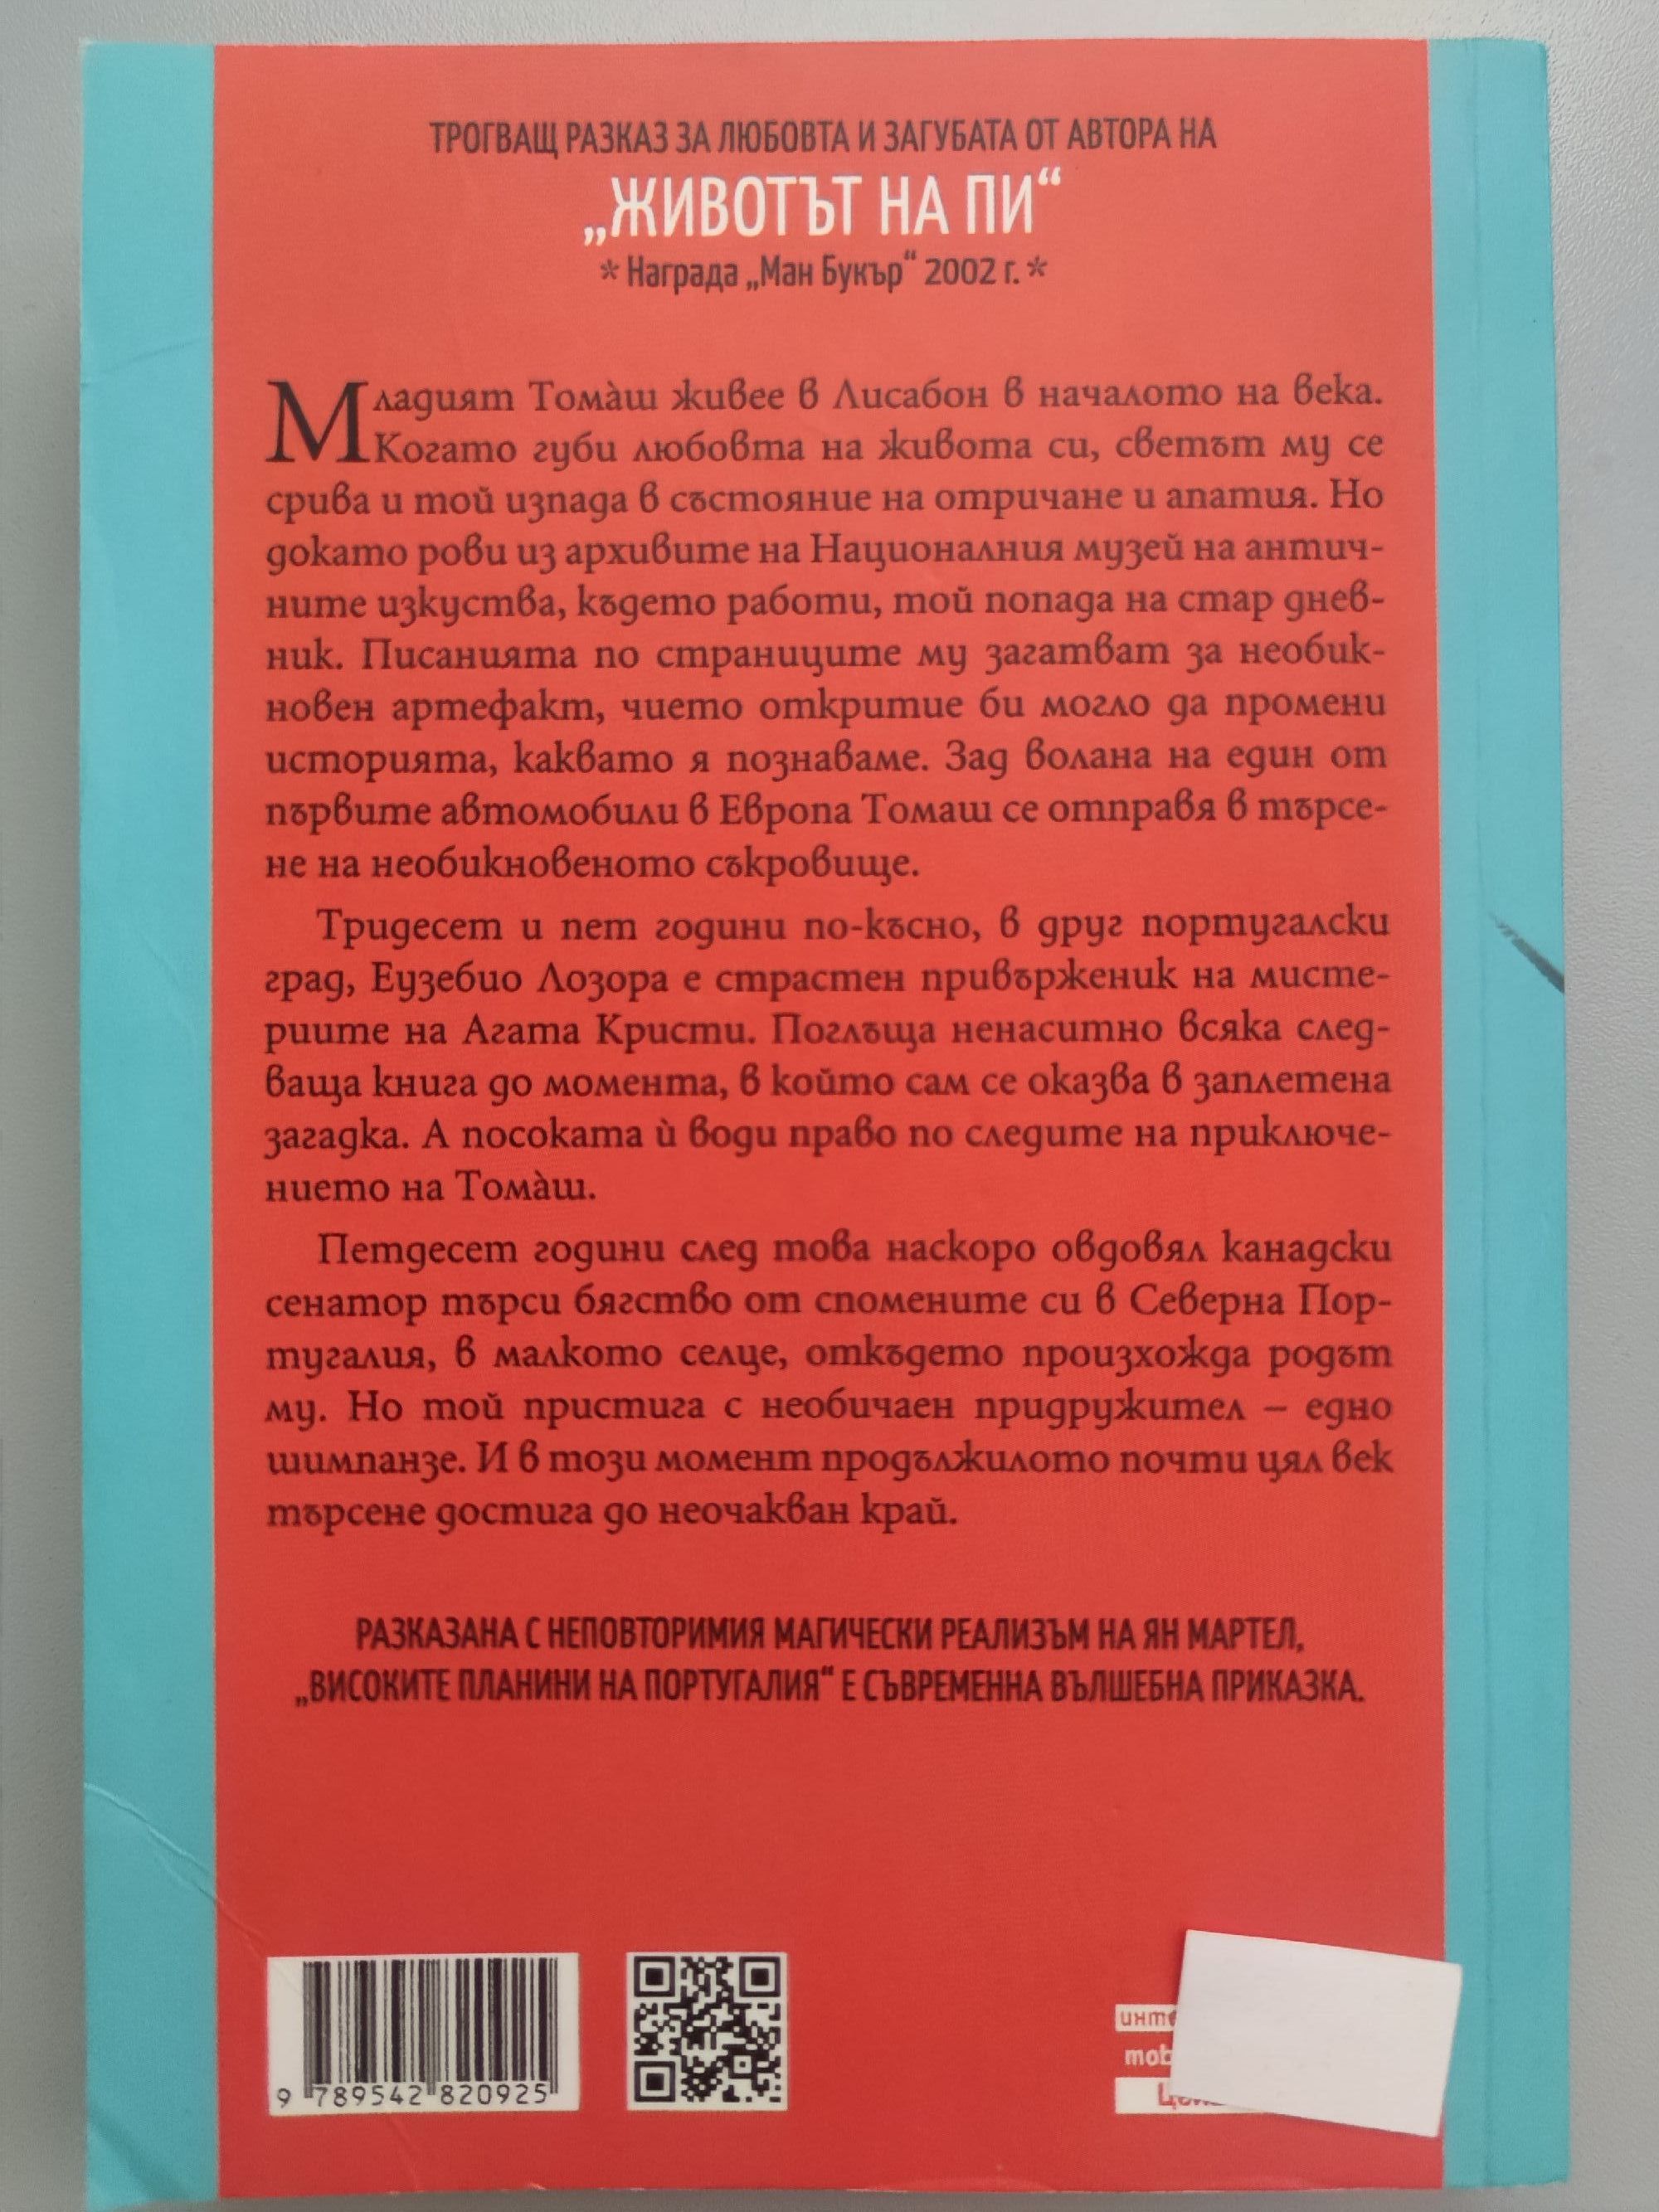 ТРОГВАЩ РАЗКАЗ ЗА ЛЮБОВТА И ЗАГУБАТА ОТ АВТОРА НА
„ЖИВОТЪТ НА ПИ“
* Награда „Ман Букър“ 2002 г. *
Младият Томàш живее в Лисабон в началото на века.
Когато губи любовта на живота си, светът му се
срива и той изпада в състояние на отричане и апатия. Но
докато рови из архивите на Националния музей на антич-
ните изкуства, където работи, той попада на стар днев-
ник. Писанията по страниците му загатват за необик-
новен артефакт, чието откритие би могло да промени
историята, каквато я познаваме. Зад волана на един от
първите автомобили в Европа Томаш се отправя в търсе-
не на необикновеното съкровище.
Тридесет и пет години по-късно, в друг португалски
град, Еузебио Лозора е страстен привърженик на мисте-
риите на Агата Кристи. Поглъща ненаситно всяка след-
ваща книга до момента, в който сам се оказва в заплетена
загадка. А посоката ѝ води право по следите на приключе-
нието на Томàш.
Петдесет години след това наскоро овдовял канадски
сенатор търси бягство от спомените си в Северна Пор-
тугалия, в малкото селце, откъдето произхожда родът
му. Но той пристига с необичаен придружител – едно
шимпанзе. И в този момент продължилото почти цял век
търсене достига до неочакван край.
РАЗКАЗАНА С НЕПОВТОРИМИЯ МАГИЧЕСКИ РЕАЛИЗЪМ НА ЯН МАРТЕЛ,
„ВИСОКИТЕ ПЛАНИНИ НА ПОРТУГАЛИЯ“ Е СЪВРЕМЕННА ВЪЛШЕБНА ПРИКАЗКА.
9 789542 820925